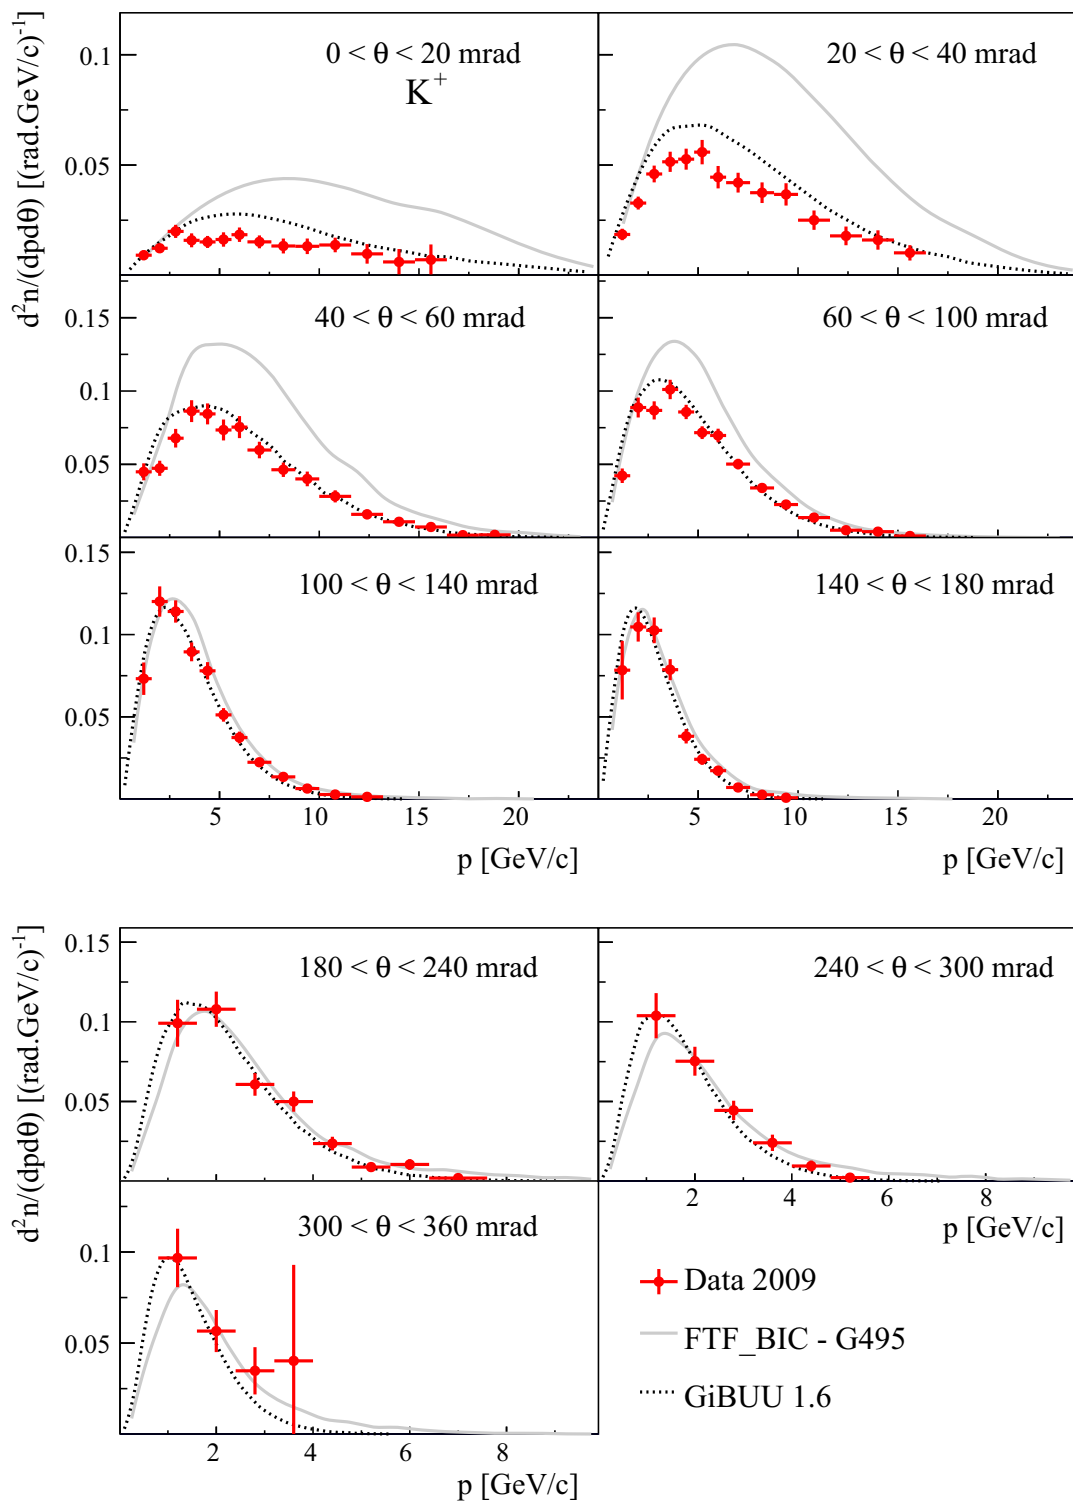 d²n/(dpdθ) [(rad.GeV/c)⁻¹]
0 < θ < 20 mrad
K⁺
20 < θ < 40 mrad
0.1
0.05
40 < θ < 60 mrad
60 < θ < 100 mrad
0.15
0.1
0.05
100 < θ < 140 mrad
140 < θ < 180 mrad
0.15
0.1
0.05
5 10 15 20
5 10 15 20
p [GeV/c]
p [GeV/c]
d²n/(dpdθ) [(rad.GeV/c)⁻¹]
180 < θ < 240 mrad
240 < θ < 300 mrad
0.15
0.1
0.05
2 4 6 8
p [GeV/c]
300 < θ < 360 mrad
0.1
0.05
2 4 6 8
p [GeV/c]
Data 2009
FTF_BIC - G495
GiBUU 1.6